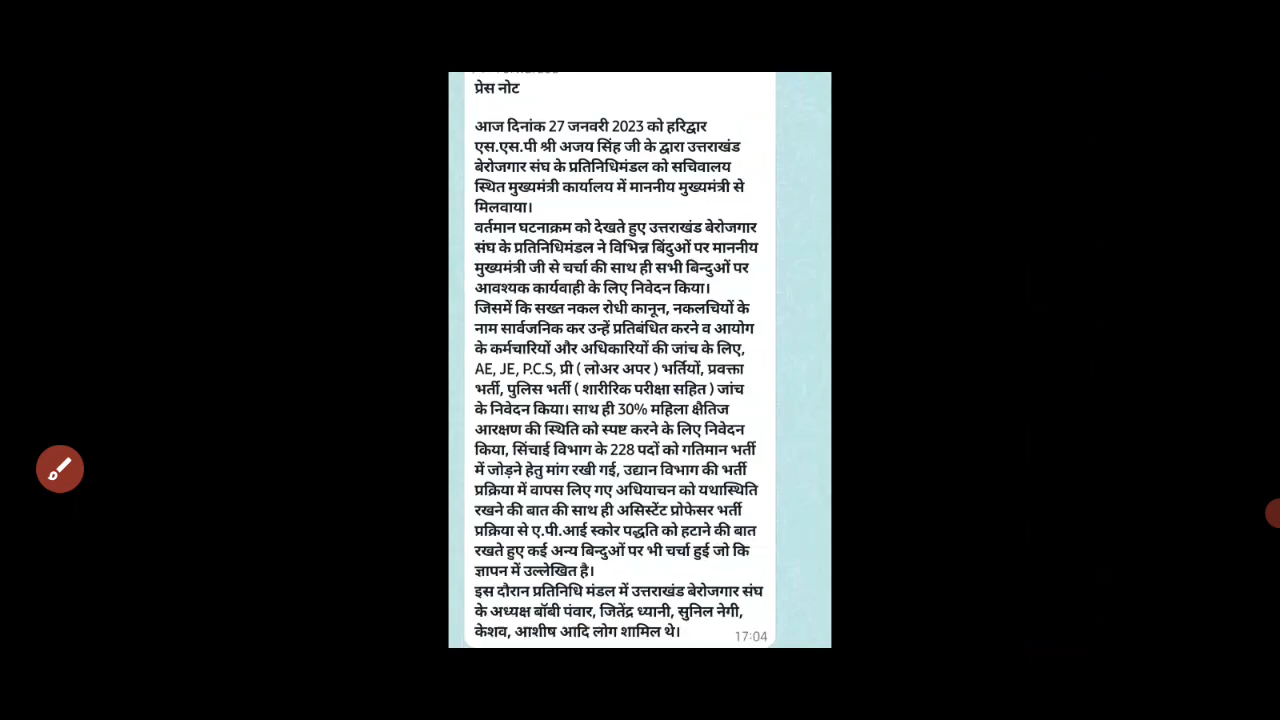 प्रेस नोट
आज दिनांक 27 जनवरी 2023 को हरिद्वार
एस.एस.पी श्री अजय सिंह जी के द्वारा उत्तराखंड
बेरोजगार संघ के प्रतिनिधिमंडल को सचिवालय
स्थित मुख्यमंत्री कार्यालय में माननीय मुख्यमंत्री से
मिलवाया।
वर्तमान घटनाक्रम को देखते हुए उत्तराखंड बेरोजगार
संघ के प्रतिनिधिमंडल ने विभिन्न बिंदुओं पर माननीय
मुख्यमंत्री जी से चर्चा की साथ ही सभी बिन्दुओं पर
आवश्यक कार्यवाही के लिए निवेदन किया।
जिसमें कि सख्त नकल रोधी कानून, नकलचियों के
नाम सार्वजनिक कर उन्हें प्रतिबंधित करने व आयोग
के कर्मचारियों और अधिकारियों की जांच के लिए,
AE, JE, P.C.S, प्री ( लोअर अपर ) भर्तियों, प्रवक्ता
भर्ती, पुलिस भर्ती ( शारीरिक परीक्षा सहित ) जांच
के निवेदन किया। साथ ही 30% महिला क्षैतिज
आरक्षण की स्थिति को स्पष्ट करने के लिए निवेदन
किया, सिंचाई विभाग के 228 पदों को गतिमान भर्ती
में जोड़ने हेतु मांग रखी गई, उद्यान विभाग की भर्ती
प्रक्रिया में वापस लिए गए अधियाचन को यथास्थिति
रखने की बात की साथ ही असिस्टेंट प्रोफेसर भर्ती
प्रक्रिया से ए.पी.आई स्कोर पद्धति को हटाने की बात
रखते हुए कई अन्य बिन्दुओं पर भी चर्चा हुई जो कि
ज्ञापन में उल्लेखित है।
इस दौरान प्रतिनिधि मंडल में उत्तराखंड बेरोजगार संघ
के अध्यक्ष बॉबी पंवार, जितेंद्र ध्यानी, सुनिल नेगी,
केशव, आशीष आदि लोग शामिल थे।
17:04